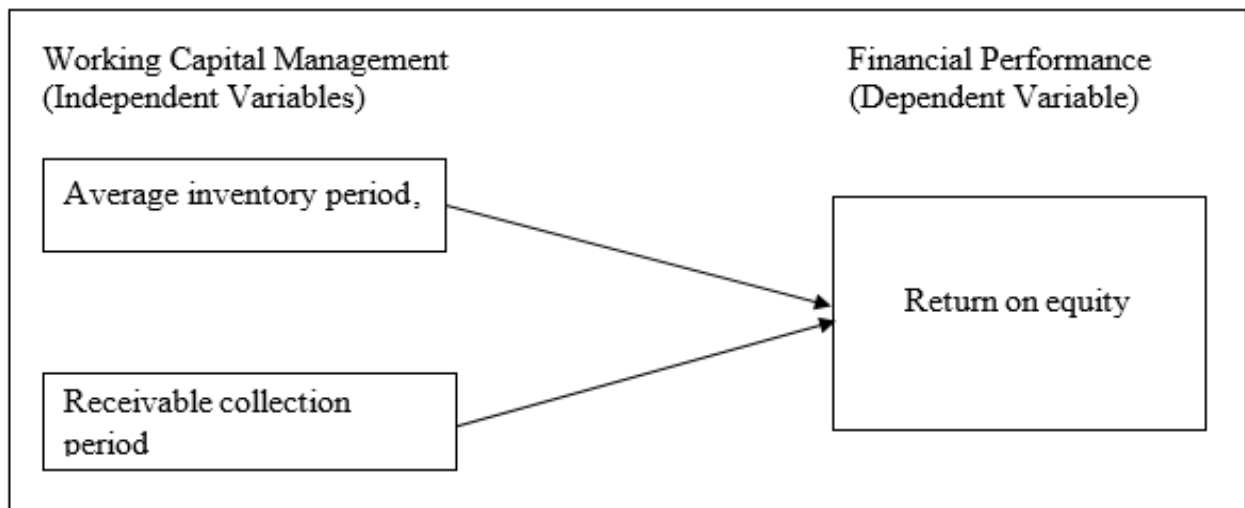 Working Capital Management
(Independent Variables)
Financial Performance
(Dependent Variable)
Average inventory period,
Return on equity
Receivable collection
period